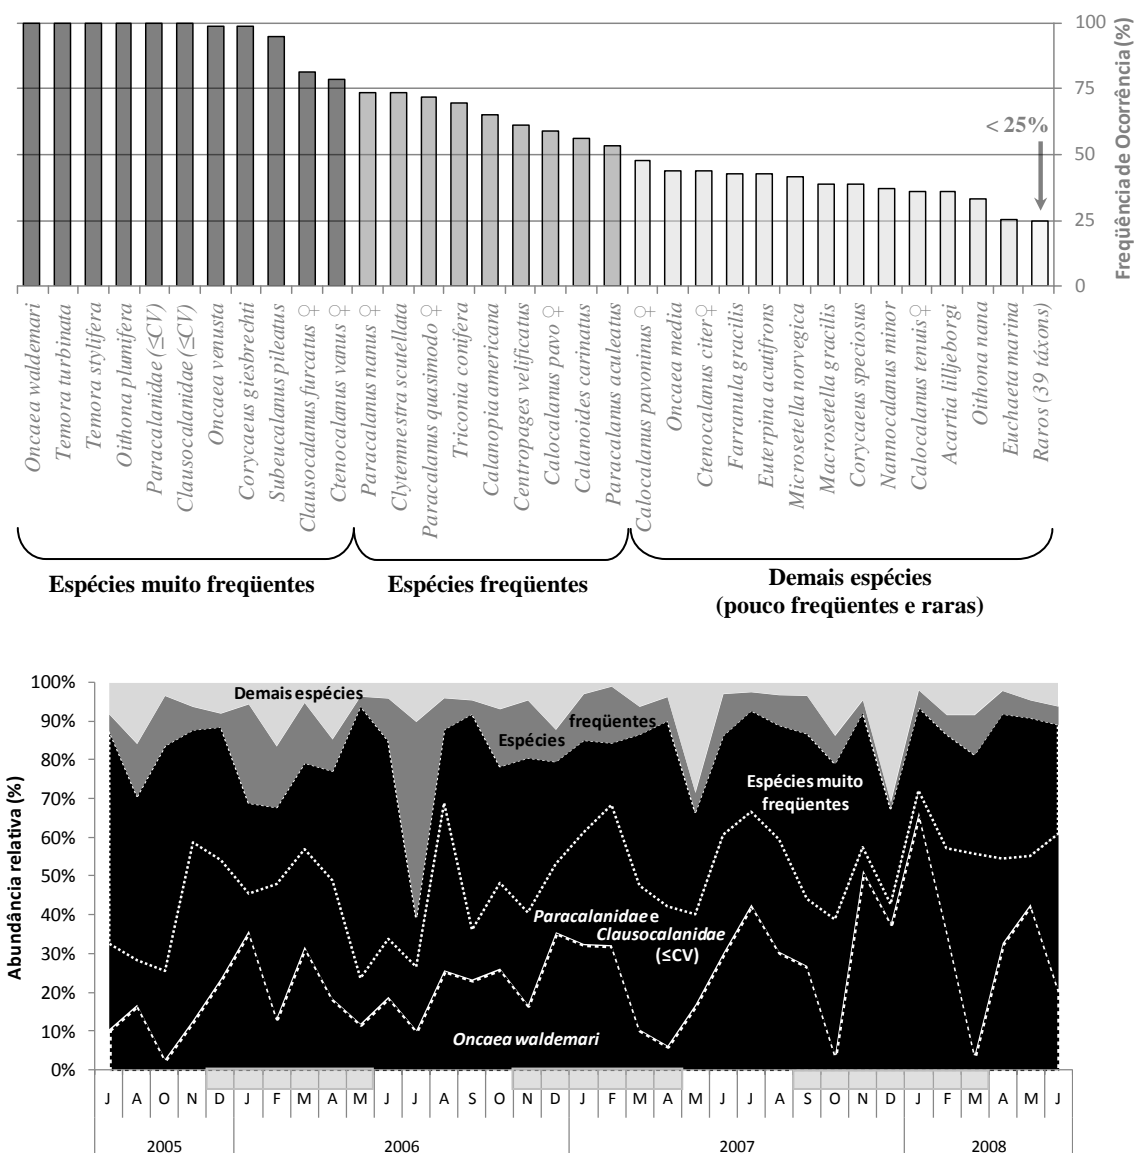 100
75
50
25
0
Freqüência de Ocorrência (%)
< 25%
Oncaea waldemari
Temora turbinata
Temora stylifera
Oithona plumifera
Paracalanidae (≤CV)
Clausocalanidae (≤CV)
Oncaea venusta
Corycaeus giesbrechti
Subeucalanus pileatus
Clausocalanus furcatus ♀
Ctenocalanus vanus ♀
Paracalanus nanus ♀
Clytemnestra scutellata
Paracalanus quasimodo ♀
Triconia conifera
Calanopia americana
Centropages velificatus
Calocalanus pavo ♀
Calanoides carinatus
Paracalanus aculeatus
Calocalanus pavoninus ♀
Oncaea media
Ctenocalanus citer ♀
Farranula gracilis
Euterpina acutifrons
Microsetella norvegica
Macrosetella gracilis
Corycaeus speciosus
Nannocalanus minor
Calocalanus tenuis ♀
Acartia lilljeborgi
Oithona nana
Euchaeta marina
Raros (39 táxons)
Espécies muito freqüentes
Espécies freqüentes
Demais espécies
(pouco freqüentes e raras)
100%
90%
80%
70%
60%
50%
40%
30%
20%
10%
0%
Abundância relativa (%)
Demais espécies
Espécies freqüentes
Espécies muito
freqüentes
Paracalanidae e
Clausocalanidae
(≤CV)
Oncaea waldemari
J A O N D J F M A M J J A S O N D J F M A M J J A S O N D J F M A M J
2005 2006 2007 2008